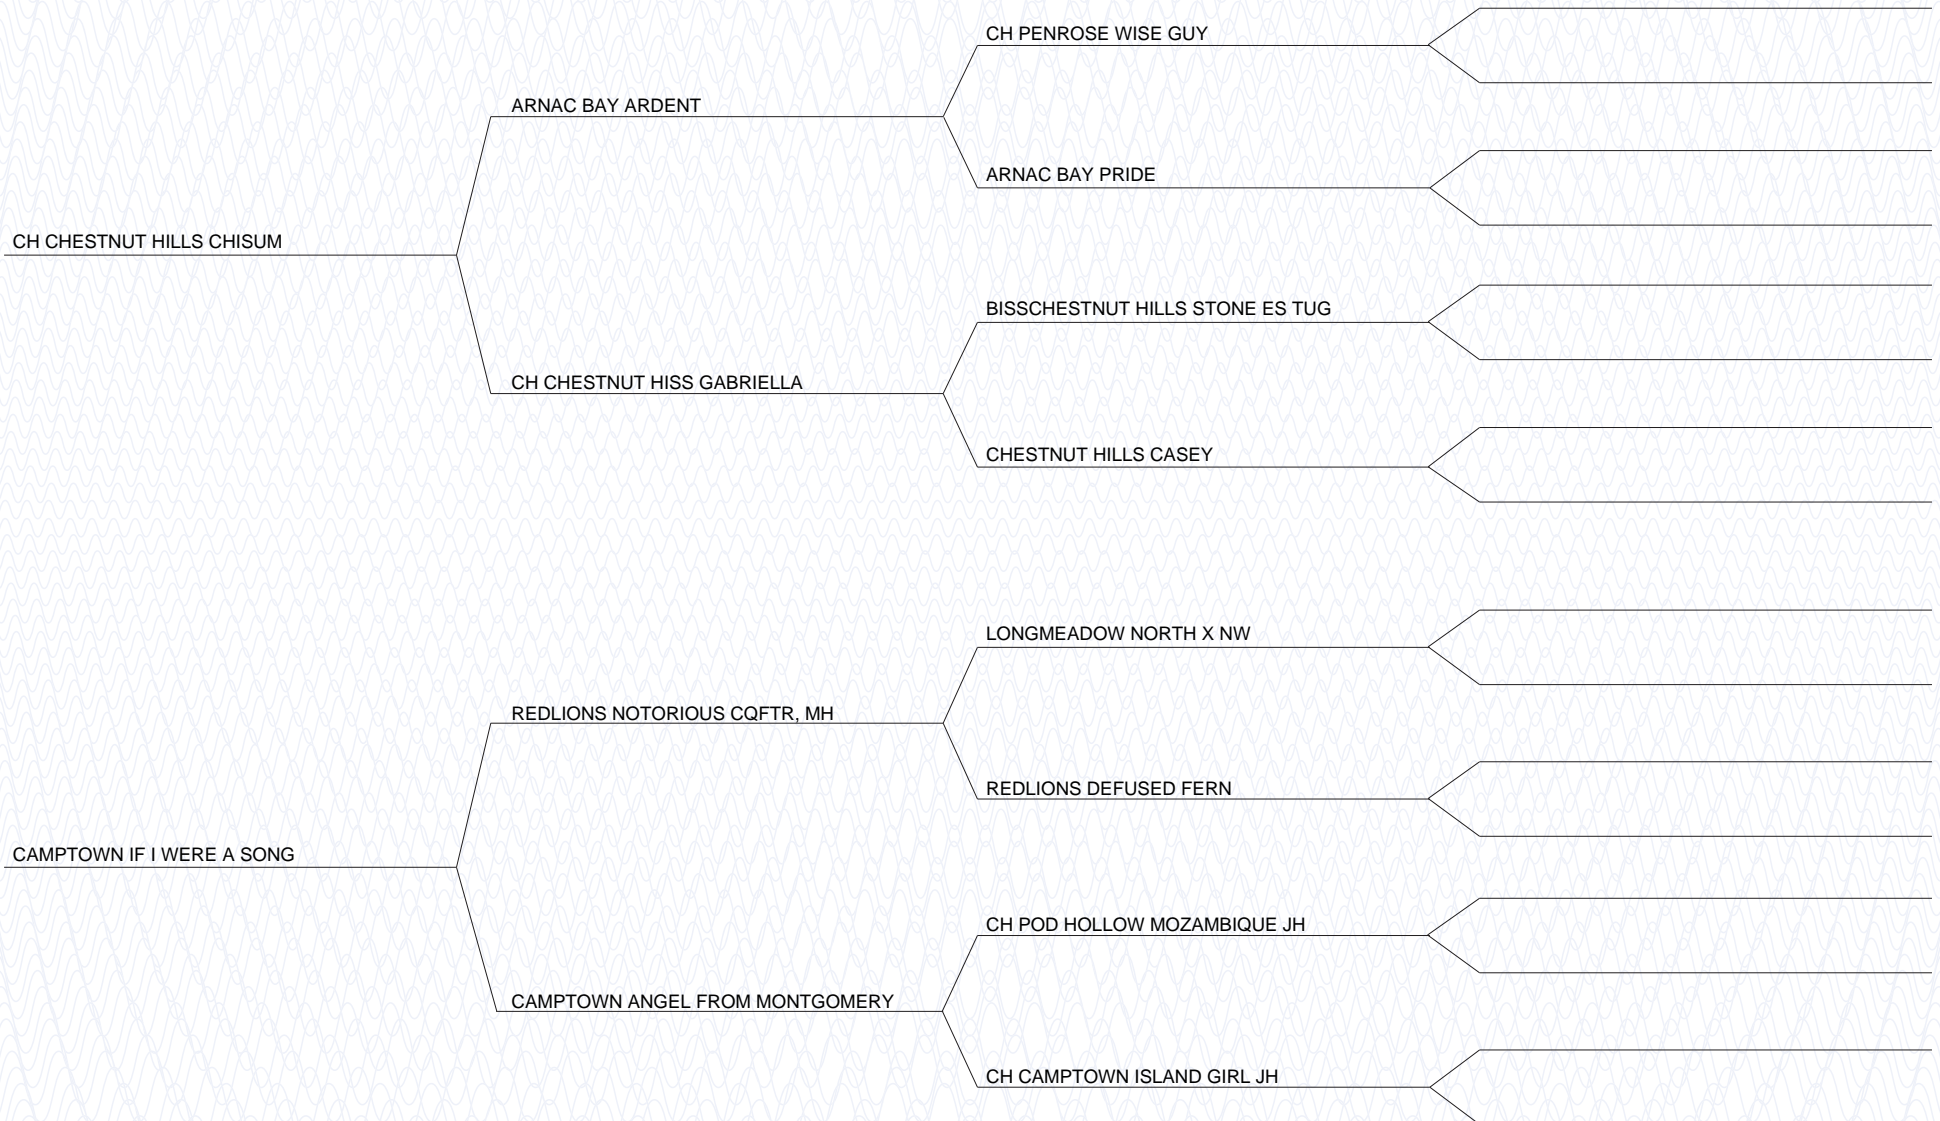 CH PENROSE WISE GUY
ARNAC BAY ARDENT
ARNAC BAY PRIDE
CH CHESTNUT HILLS CHISUM
BISSCHESTNUT HILLS STONE ES TUG
CH CHESTNUT HISS GABRIELLA
CHESTNUT HILLS CASEY
LONGMEADOW NORTH X NW
REDLIONS NOTORIOUS CQFTR, MH
REDLIONS DEFUSED FERN
CAMPTOWN IF I WERE A SONG
CH POD HOLLOW MOZAMBIQUE JH
CAMPTOWN ANGEL FROM MONTGOMERY
CH CAMPTOWN ISLAND GIRL JH